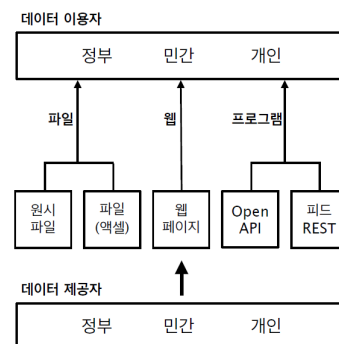 데이터 이용자
정부 민간 개인
파일 웹 프로그램
원시 파일 웹 Open 피드
파일 (액셀) 페이지 API REST
데이터 제공자
정부 민간 개인